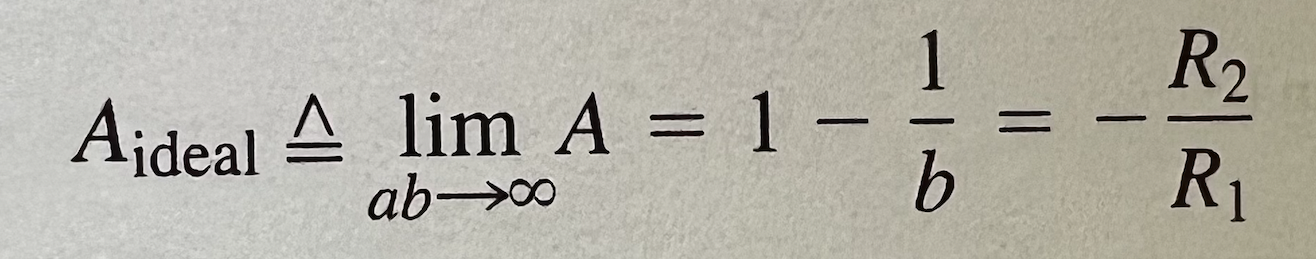 A_ideal ≜ lim_{ab→∞} A = 1 − 1/b = − R₂/R₁